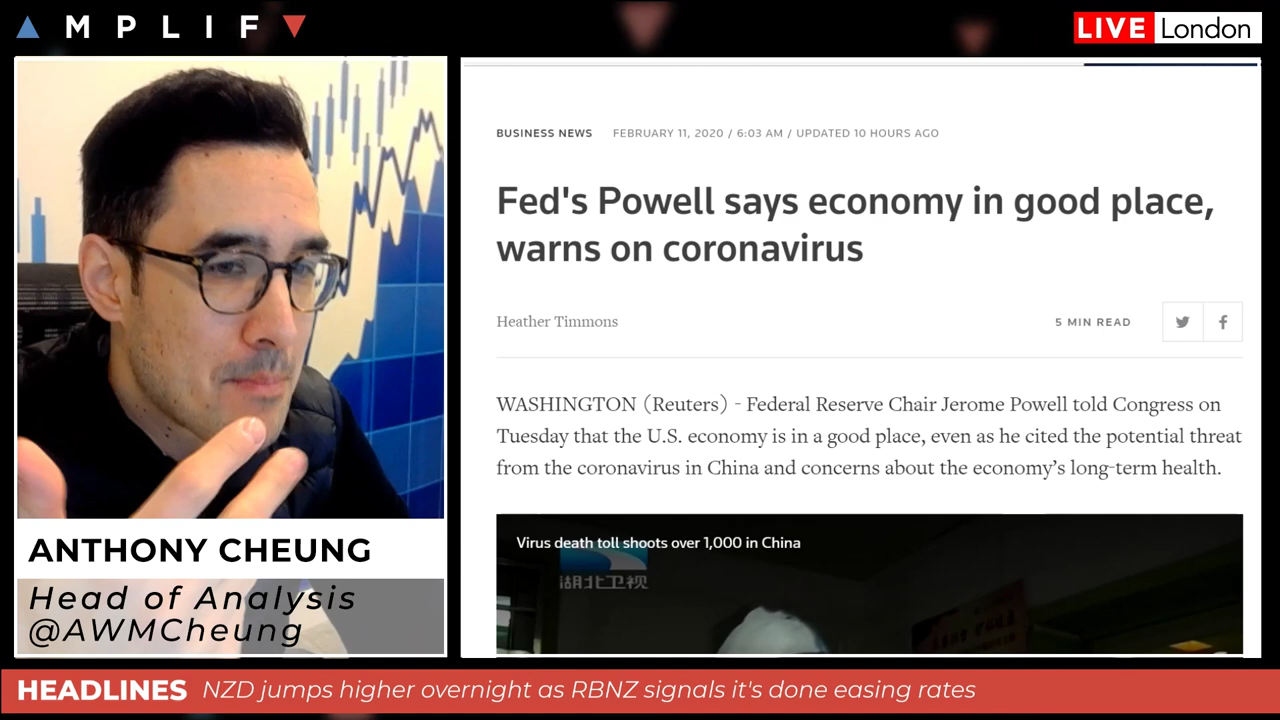 AMPLIFY
LIVE London
BUSINESS NEWS FEBRUARY 11, 2020 / 6:03 AM / UPDATED 10 HOURS AGO
Fed's Powell says economy in good place,
warns on coronavirus
Heather Timmons
5 MIN READ
WASHINGTON (Reuters) - Federal Reserve Chair Jerome Powell told Congress on
Tuesday that the U.S. economy is in a good place, even as he cited the potential threat
from the coronavirus in China and concerns about the economy’s long-term health.
Virus death toll shoots over 1,000 in China
湖北卫视
ANTHONY CHEUNG
Head of Analysis
@AWMCheung
HEADLINES NZD jumps higher overnight as RBNZ signals it's done easing rates